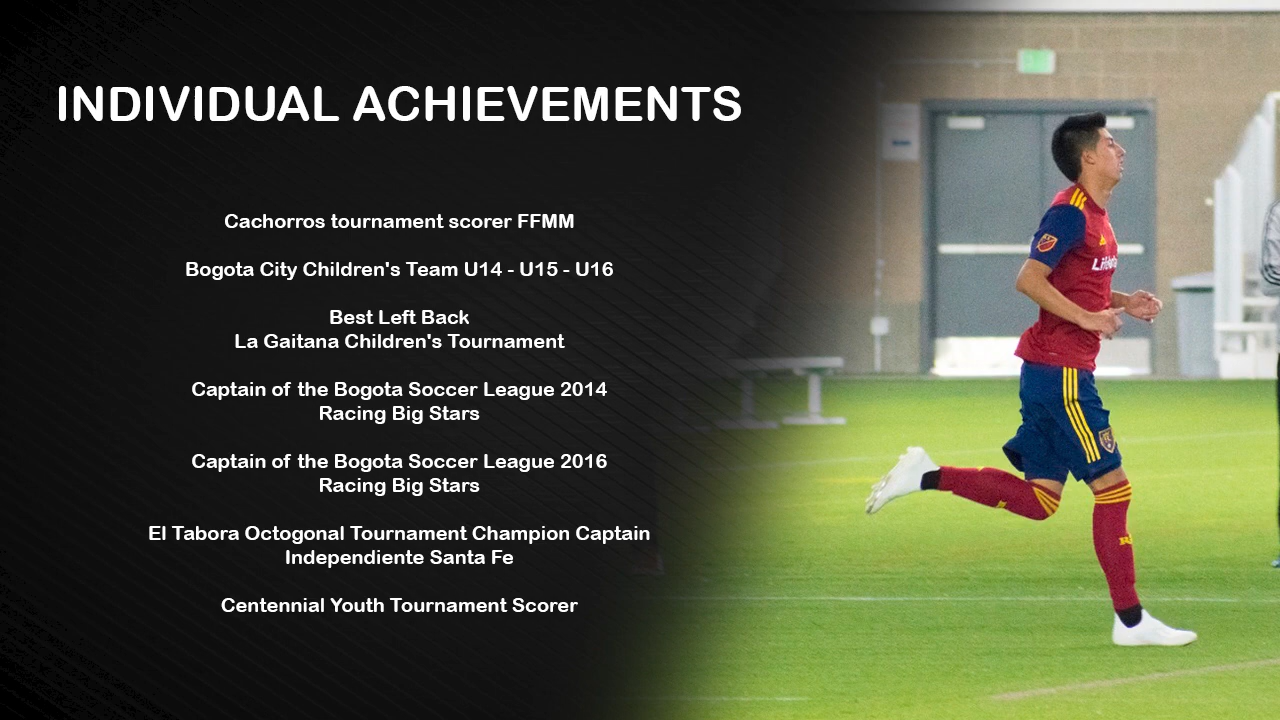 INDIVIDUAL ACHIEVEMENTS
Cachorros tournament scorer FFMM
Bogota City Children's Team U14 - U15 - U16
Best Left Back
La Gaitana Children's Tournament
Captain of the Bogota Soccer League 2014
Racing Big Stars
Captain of the Bogota Soccer League 2016
Racing Big Stars
El Tabora Octogonal Tournament Champion Captain
Independiente Santa Fe
Centennial Youth Tournament Scorer